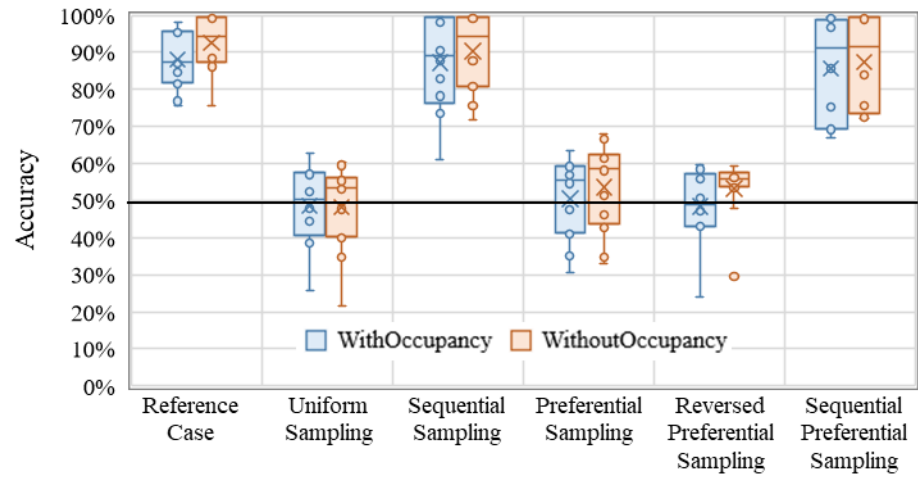 100%
90%
80%
70%
60%
50%
40%
30%
20%
10%
0%
Accuracy
WithOccupancy
WithoutOccupancy
Reference
Case
Uniform
Sampling
Sequential
Sampling
Preferential
Sampling
Reversed
Preferential
Sampling
Sequential
Preferential
Sampling